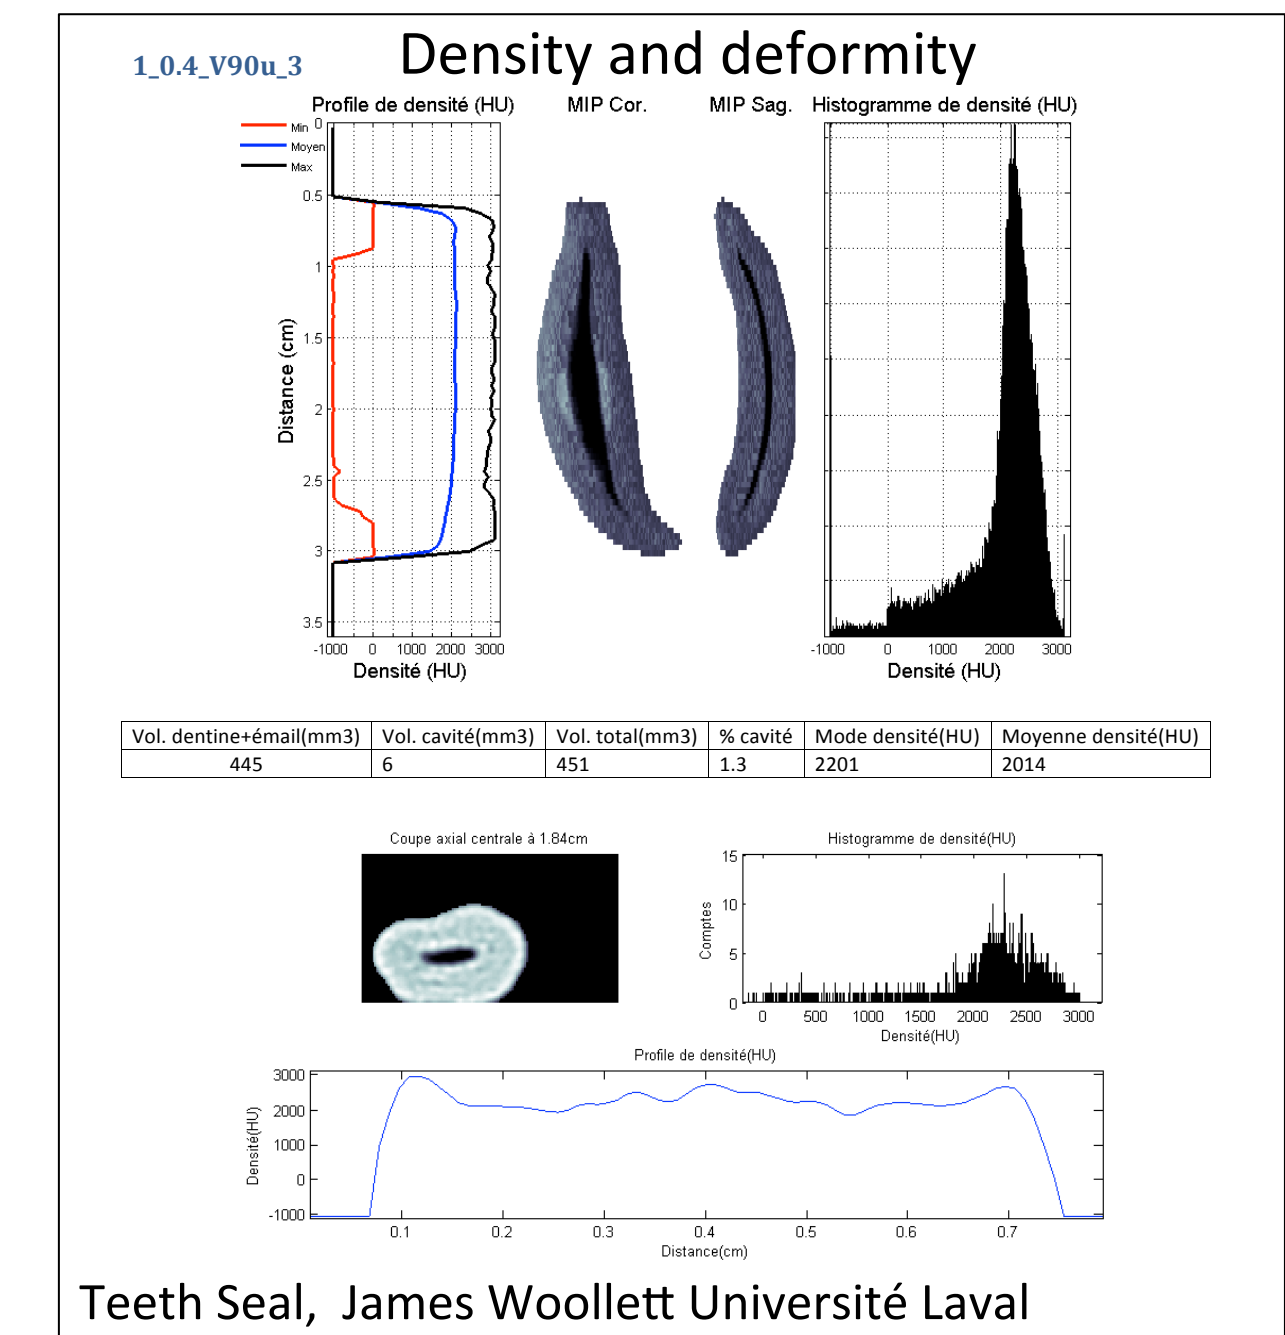 Density and deformity
1_0.4_V90u_3
Profile de densité (HU) MIP Cor. MIP Sag. Histogramme de densité (HU)
Min
Moyen
Max
0
0.5
1
1.5
2
2.5
3
3.5
Distance (cm)
-1000 0 1000 2000 3000
Densité (HU)
-1000 0 1000 2000 3000
Densité (HU)
Vol. dentine+émail(mm3) Vol. cavité(mm3) Vol. total(mm3) % cavité Mode densité(HU) Moyenne densité(HU)
445 6 451 1.3 2201 2014
Coupe axial centrale à 1.84cm
Histogramme de densité(HU)
15
10
5
0
Comptes
0 500 1000 1500 2000 2500 3000
Densité(HU)
Profile de densité(HU)
3000
2000
1000
0
-1000
Densité(HU)
0.1 0.2 0.3 0.4 0.5 0.6 0.7
Distance(cm)
Teeth Seal, James Woollett Université Laval